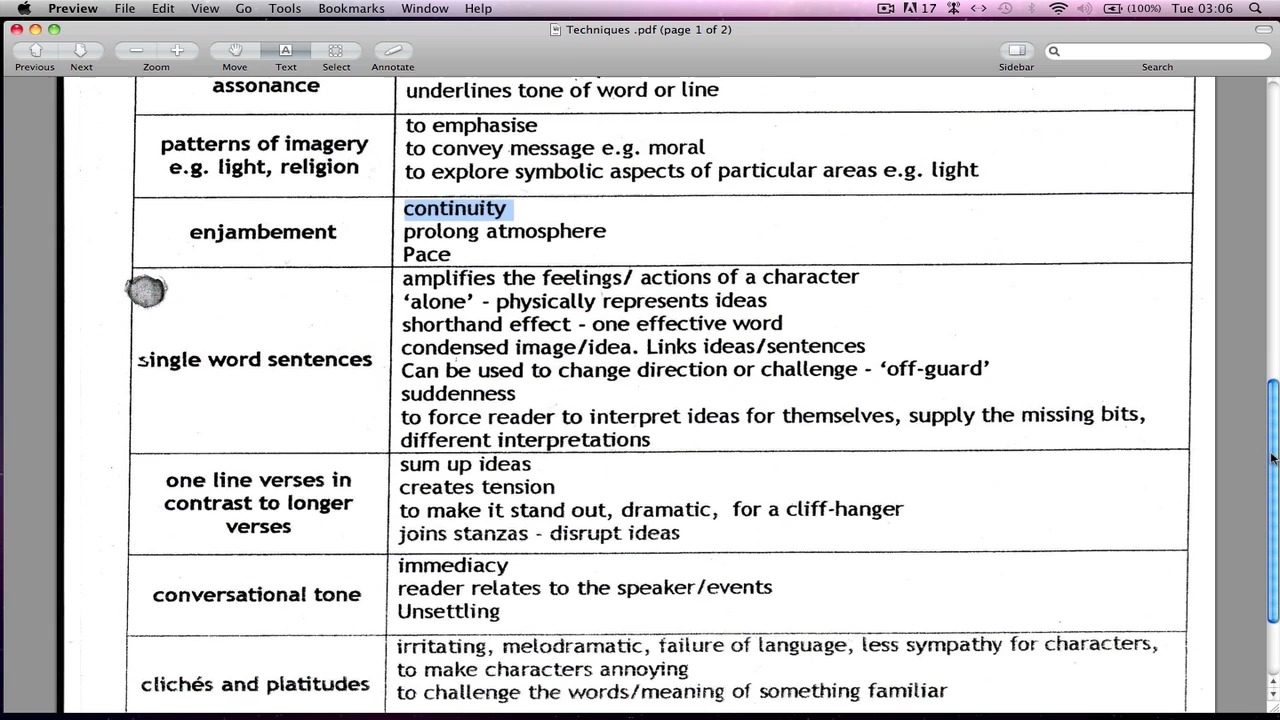 Preview File Edit View Go Tools Bookmarks Window Help 17 (100%) Tue 03:06
Techniques .pdf (page 1 of 2)
Previous Next Zoom Move Text Select Annotate Sidebar Search
assonance
underlines tone of word or line
patterns of imagery
e.g. light, religion
to emphasise
to convey message e.g. moral
to explore symbolic aspects of particular areas e.g. light
enjambement
continuity
prolong atmosphere
Pace
single word sentences
amplifies the feelings/ actions of a character
‘alone’ - physically represents ideas
shorthand effect - one effective word
condensed image/idea. Links ideas/sentences
Can be used to change direction or challenge - ‘off-guard’
suddenness
to force reader to interpret ideas for themselves, supply the missing bits,
different interpretations
one line verses in
contrast to longer
verses
sum up ideas
creates tension
to make it stand out, dramatic, for a cliff-hanger
joins stanzas - disrupt ideas
conversational tone
immediacy
reader relates to the speaker/events
Unsettling
clichés and platitudes
irritating, melodramatic, failure of language, less sympathy for characters,
to make characters annoying
to challenge the words/meaning of something familiar